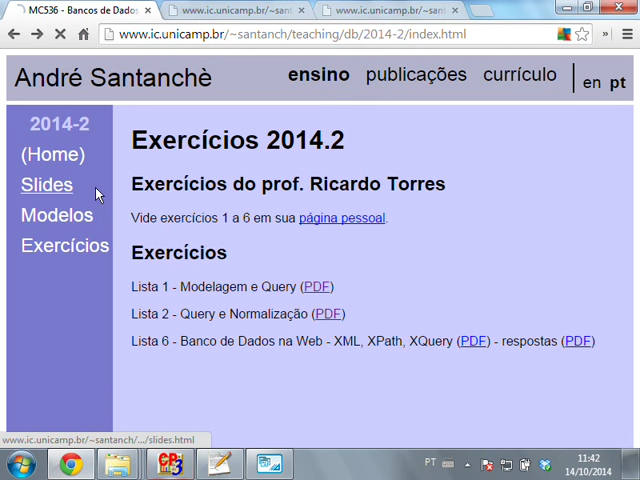 MC536 - Bancos de Dados
www.ic.unicamp.br/~sant
www.ic.unicamp.br/~sant
www.ic.unicamp.br/~santanch/teaching/db/2014-2/index.html
André Santanchè
ensino publicações currículo en pt
2014-2
(Home)
Slides
Modelos
Exercícios
Exercícios 2014.2
Exercícios do prof. Ricardo Torres
Vide exercícios 1 a 6 em sua página pessoal.
Exercícios
Lista 1 - Modelagem e Query (PDF)
Lista 2 - Query e Normalização (PDF)
Lista 6 - Banco de Dados na Web - XML, XPath, XQuery (PDF) - respostas (PDF)
www.ic.unicamp.br/~santanch/.../slides.html
PT
11:42
14/10/2014